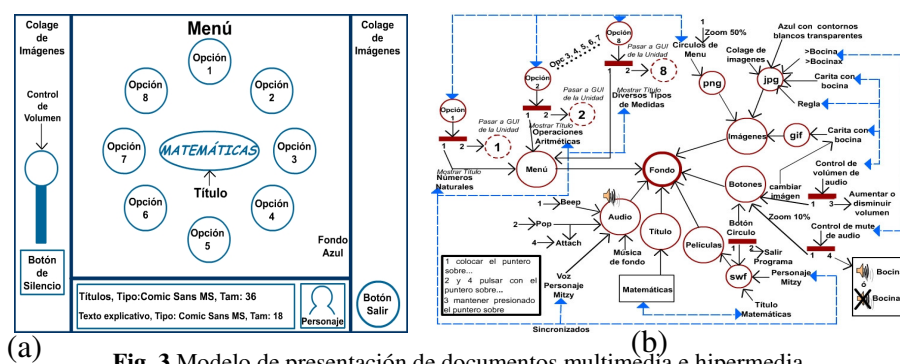 Colage
de
Imágenes
Control
de
Volumen
Botón
de
Silencio
Menú
Opción
1
Opción
2
Opción
3
Opción
4
Opción
5
Opción
6
Opción
7
Opción
8
MATEMÁTICAS
Título
Fondo
Azul
Colage
de
Imágenes
Botón
Salir
Títulos, Tipo:Comic Sans MS, Tam: 36
Texto explicativo, Tipo: Comic Sans MS, Tam: 18
Personaje
(a)
Opción
1
1 2
Pasar a GUI
de la Unidad
1
Mostrar Título
Números
Naturales
Opc 3, 4, 5, 6, 7
Opción
2
1 2
Pasar a GUI
de la Unidad
2
Mostrar Título
Operaciones
Aritméticas
Opción
8
1 2
Pasar a GUI
de la Unidad
8
Mostrar Título
Diversos Tipos
de Medidas
Menú
1
Zoom 50%
Círculos de
Menu
png
Colage de
imagenes
Azul con contornos
blancos transparentes
>Bocina
>Bocinax
jpg
Carita con
bocina
Regla
Imágenes
gif
Carita con
bocina
Fondo
Botones
cambiar
imágen
Control de
volúmen de
audio
1 3
Aumentar o
disminuir
volumen
Zoom 10%
Control de mute
de audio
1 4
Bocin
ó
Bocina
Botón
Circulo
1 2
Salir
Programa
Películas
swf
Personaje
Mitzy
Título
Matemáticas
Título
Matemáticas
Audio
1 Beep
2 Pop
4 Attach
Música
de fondo
Voz
Personaje
Mitzy
Sincronizados
1 colocar el puntero
sobre...
2 y 4 pulsar con el
puntero sobre...
3 mantener presionado
el puntero sobre
(b)
Fig. 3 Modelo de presentación de documentos multimedia e hipermedia